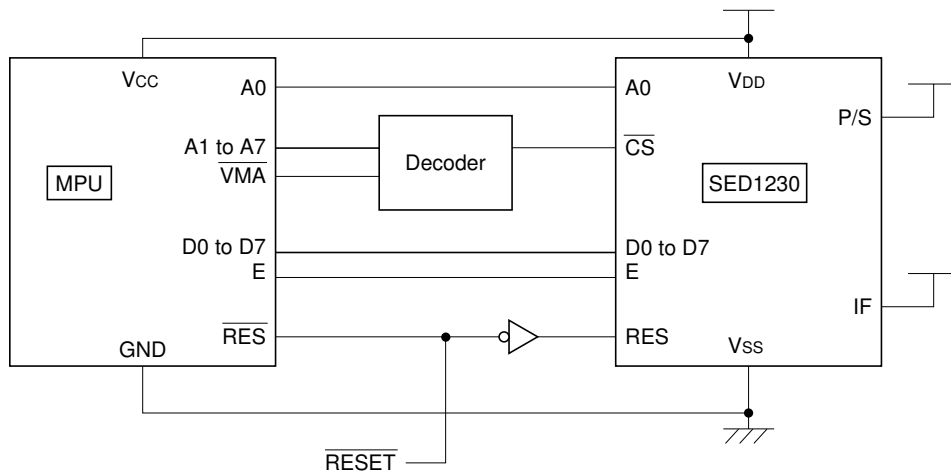 VCC
VDD
A0
A0
P/S
A1 to A7
Decoder
CS
VMA
MPU
SED1230
D0 to D7
D0 to D7
E
E
IF
RES
RES
GND
VSS
RESET